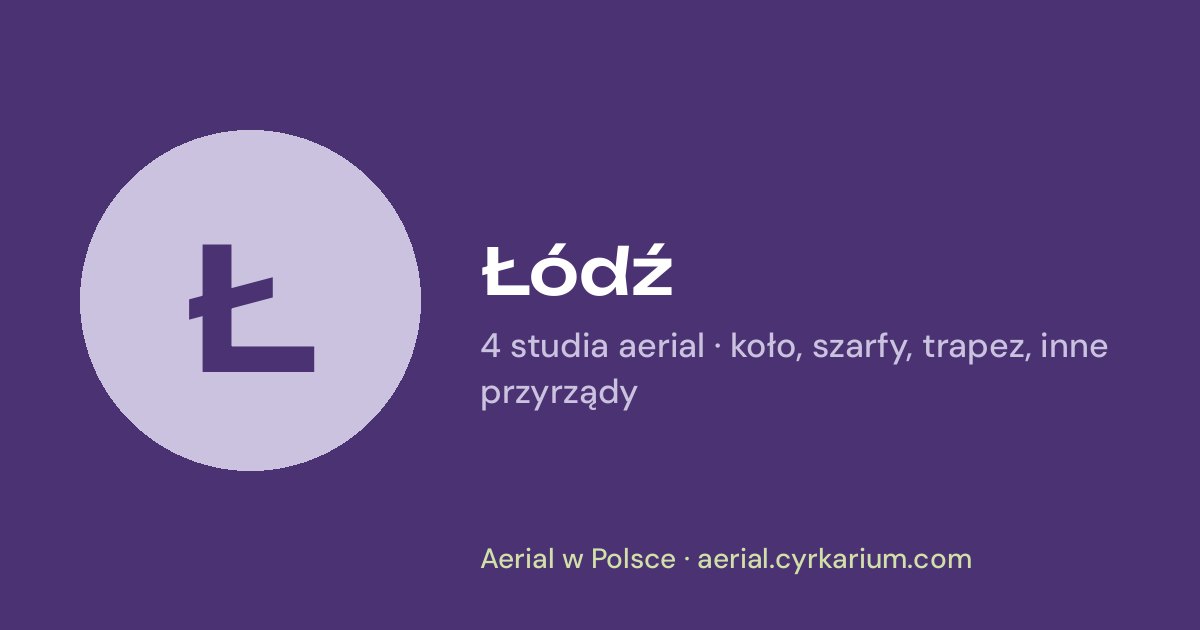 Ł
Łódź
4 studia aerial · koło, szarfy, trapez, inne
przyrządy
Aerial w Polsce · aerial.cyrkarium.com